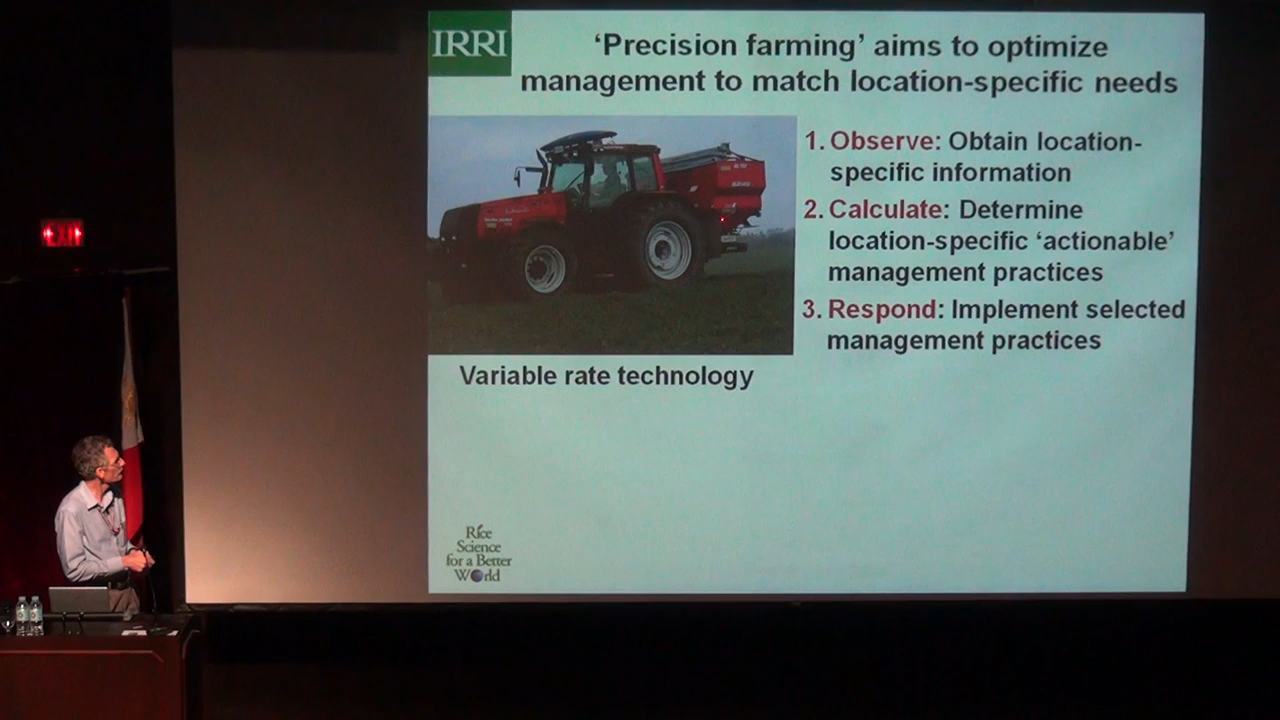 IRRI
‘Precision farming’ aims to optimize
management to match location-specific needs
1. Observe: Obtain location-
specific information
2. Calculate: Determine
location-specific ‘actionable’
management practices
3. Respond: Implement selected
management practices
Variable rate technology
EXIT
Rice
Science
for a Better
World